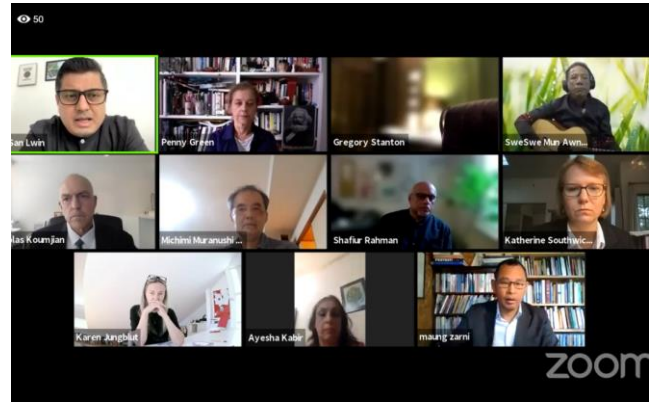 50
San Lwin
Penny Green
Gregory Stanton
SweSwe Mun Awn...
olas Koumjian
Michimi Muranushi ...
Shafiur Rahman
Katherine Southwic...
Karen Jungblut
Ayesha Kabir
maung zarni
zoom